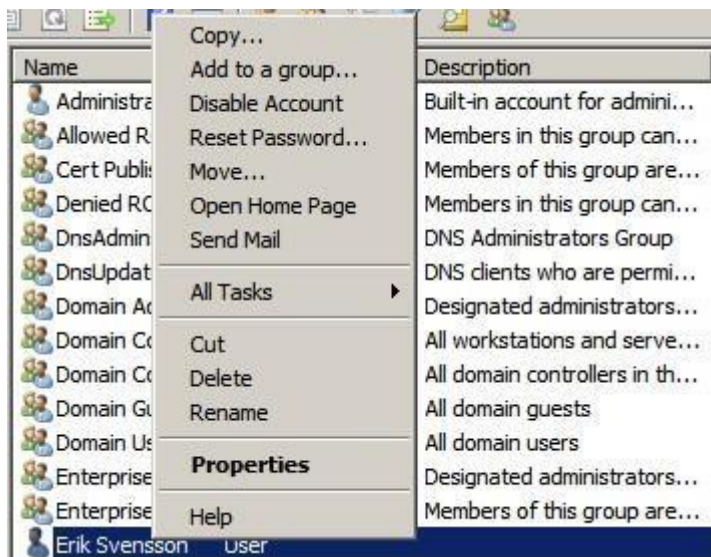 Name Description
Copy...
Add to a group...
Disable Account
Reset Password...
Move...
Open Home Page
Send Mail
All Tasks
Cut
Delete
Rename
Properties
Help
Administra Built-in account for admini...
Allowed R Members in this group can...
Cert Publis Members of this group are...
Denied RO Members in this group can...
DnsAdmin DNS Administrators Group
DnsUpdat DNS clients who are permi...
Domain Ad Designated administrators...
Domain Co All workstations and serve...
Domain Co All domain controllers in th...
Domain Gu All domain guests
Domain Us All domain users
Enterprise Designated administrators...
Enterprise Members of this group are...
Erik Svensson User